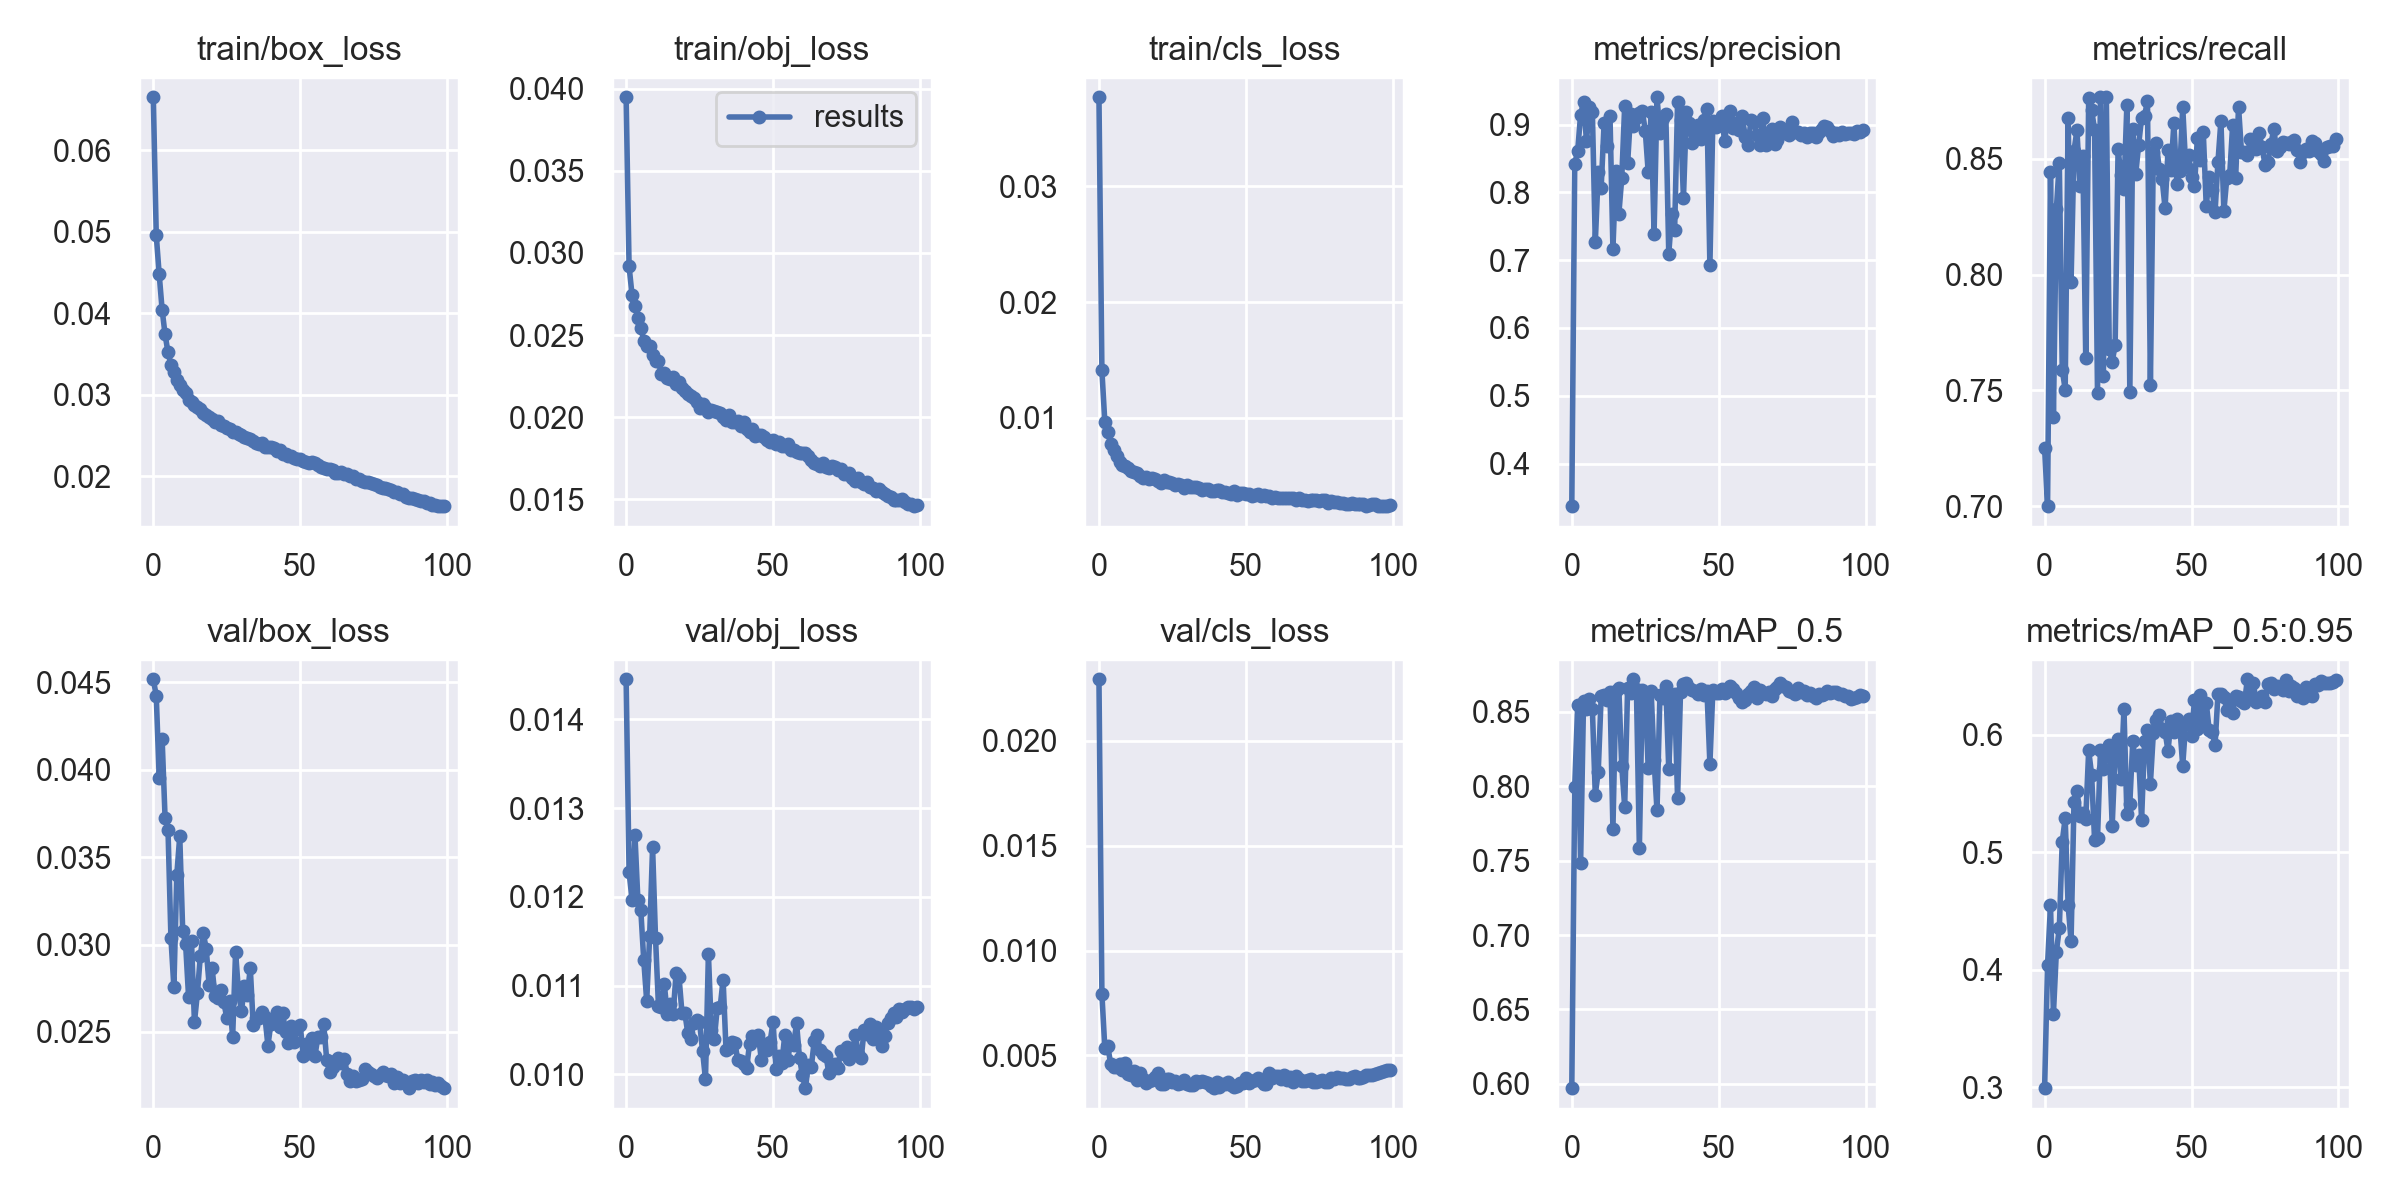 train/box_loss
0.06
0.05
0.04
0.03
0.02
0 50 100
train/obj_loss
results
0.040
0.035
0.030
0.025
0.020
0.015
0 50 100
train/cls_loss
0.03
0.02
0.01
0 50 100
metrics/precision
0.9
0.8
0.7
0.6
0.5
0.4
0 50 100
metrics/recall
0.85
0.80
0.75
0.70
0 50 100
val/box_loss
0.045
0.040
0.035
0.030
0.025
0 50 100
val/obj_loss
0.014
0.013
0.012
0.011
0.010
0 50 100
val/cls_loss
0.020
0.015
0.010
0.005
0 50 100
metrics/mAP_0.5
0.85
0.80
0.75
0.70
0.65
0.60
0 50 100
metrics/mAP_0.5:0.95
0.6
0.5
0.4
0.3
0 50 100